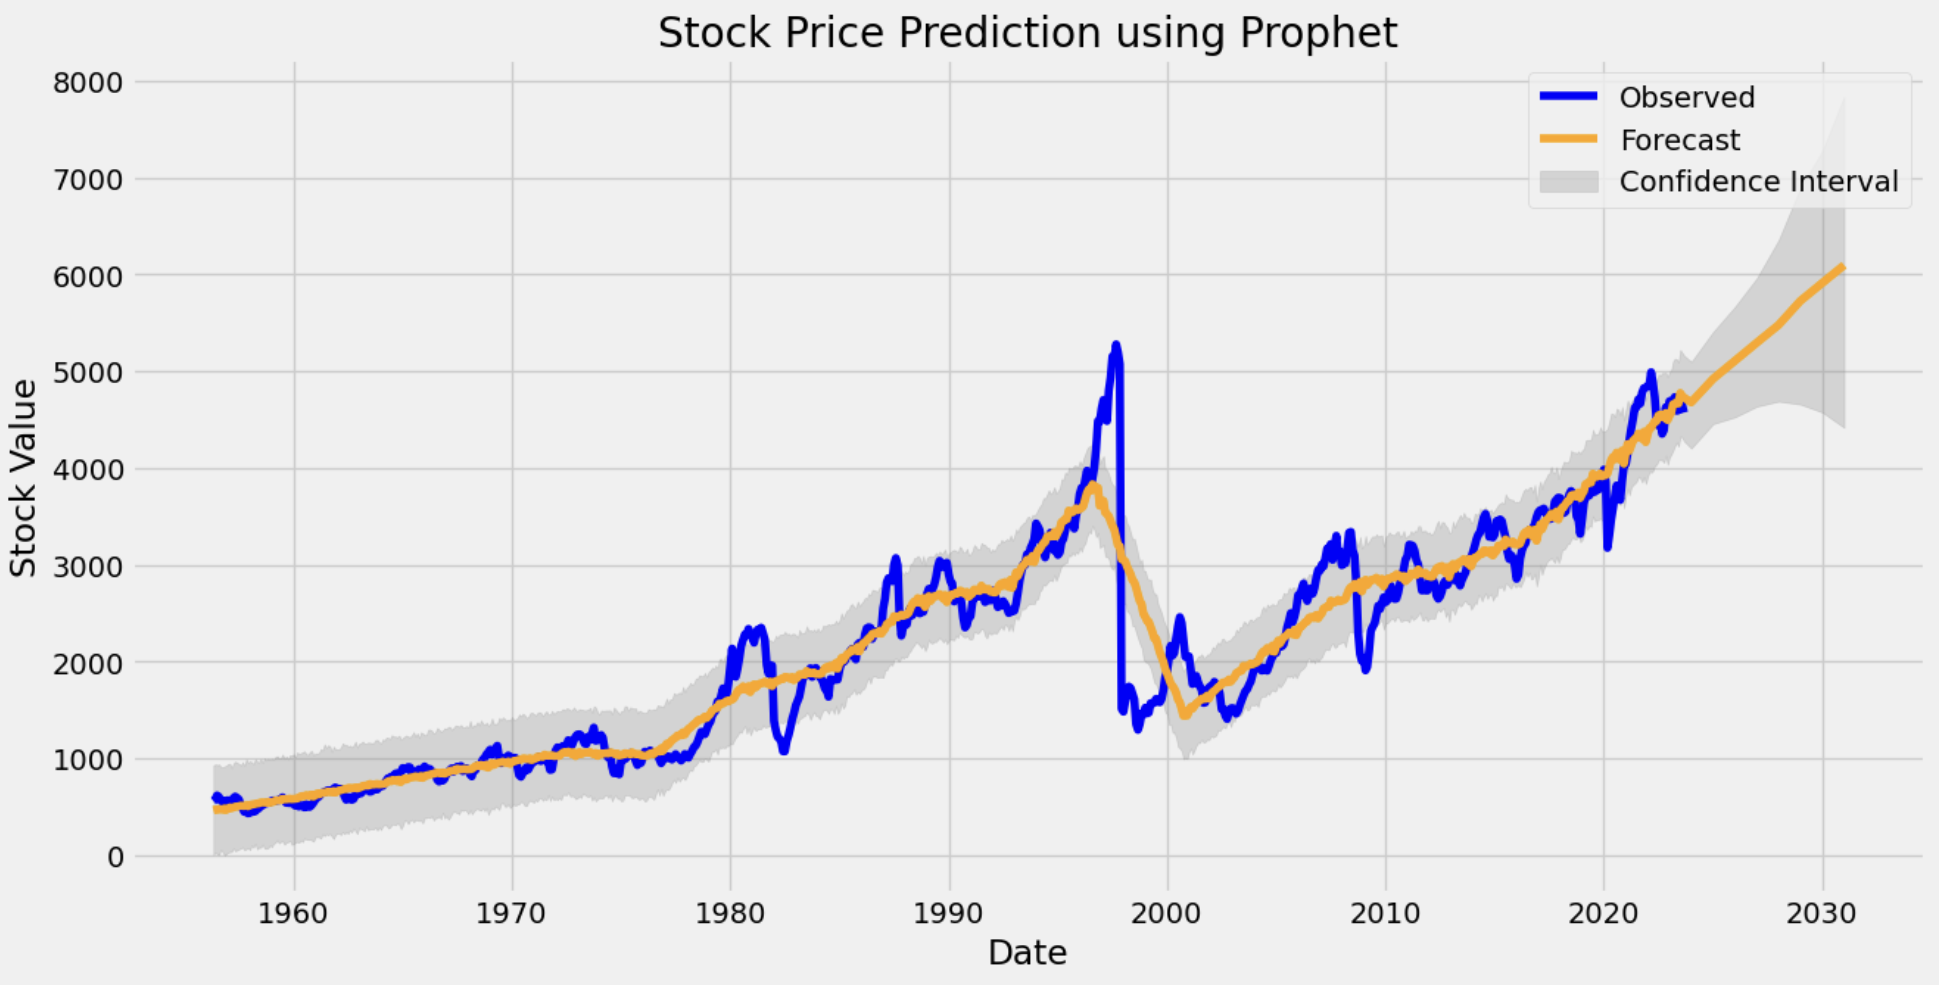 Stock Price Prediction using Prophet
8000
7000
6000
5000
4000
3000
2000
1000
0
Stock Value
Observed
Forecast
Confidence Interval
1960 1970 1980 1990 2000 2010 2020 2030
Date